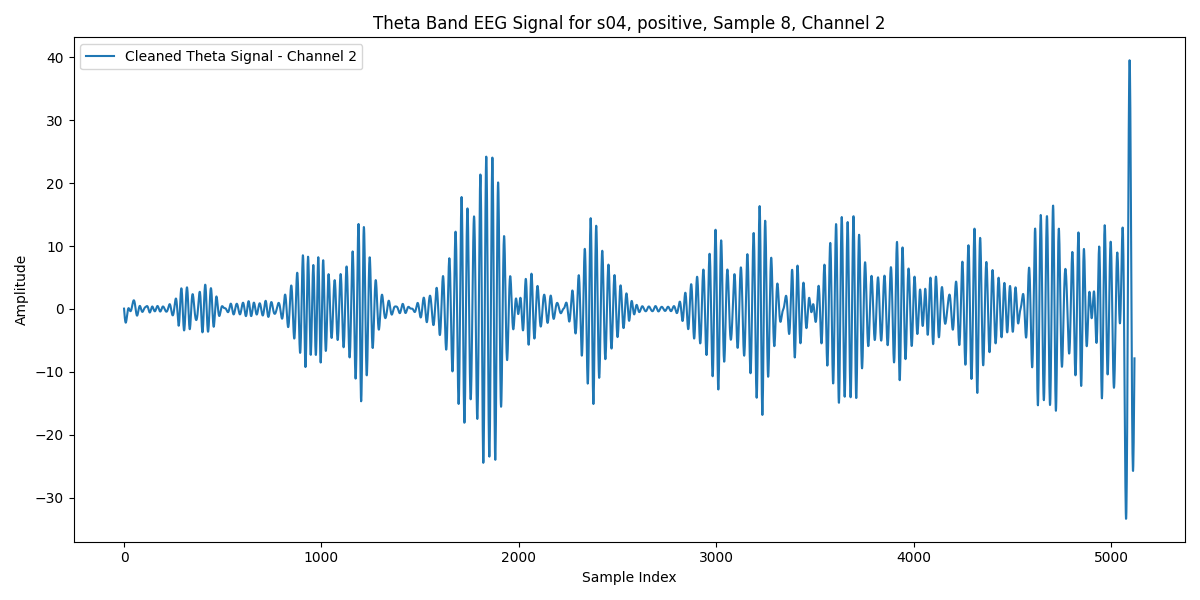 Theta Band EEG Signal for s04, positive, Sample 8, Channel 2
Cleaned Theta Signal - Channel 2
Amplitude
40
30
20
10
0
−10
−20
−30
0 1000 2000 3000 4000 5000
Sample Index